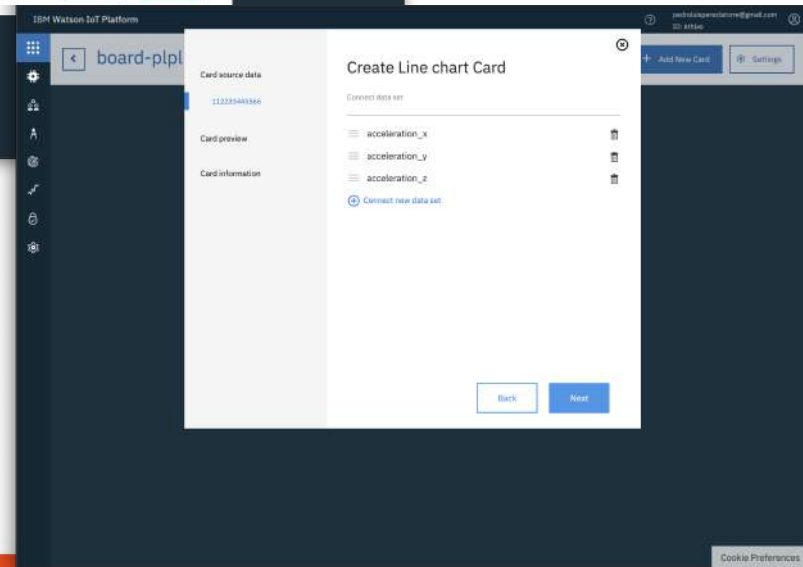 IBM Watson IoT Platform
board-plpl
Add New Card
Settings
Card source data
112233445566
Card preview
Card information
Create Line chart Card
Connect data set
acceleration_x
acceleration_y
acceleration_z
Connect new data set
Back
Next
Cookie Preferences